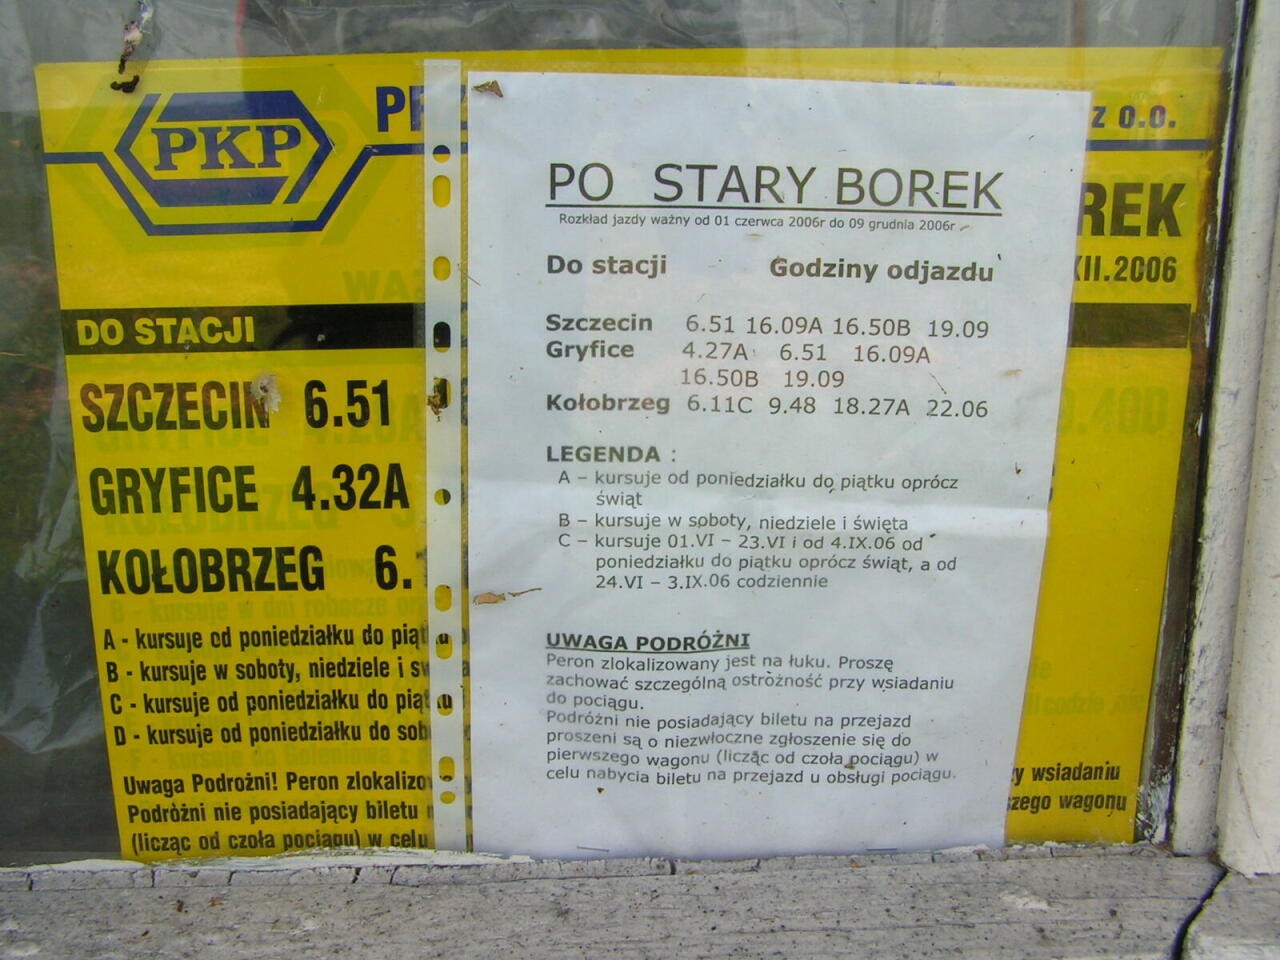 PKP
z o.o.
XII.2006
DO STACJI
SZCZECIN 6.51
GRYFICE 4.32A
KOŁOBRZEG 6.
A - kursuje od poniedziałku do
B - kursuje w soboty, niedziele i
C - kursuje od poniedziałku do
D - kursuje od poniedziałku do
Uwaga Podrożni! Peron
Podròżni nie posiadający biletu
(licząc od czoła pociągu) w celu
wsiadaniu
wagonu
PO STARY BOREK
Rozkład jazdy ważny od 01 czerwca 2006r do 09 grudnia 2006r
Do stacji Godziny odjazdu
Szczecin 6.51 16.09A 16.50B 19.09
Gryfice 4.27A 6.51 16.09A
16.50B 19.09
Kołobrzeg 6.11C 9.48 18.27A 22.06
LEGENDA :
A – kursuje od poniedziałku do piątku oprócz
świąt
B – kursuje w soboty, niedziele i święta
C – kursuje 01.VI – 23.VI i od 4.IX.06 od
poniedziałku do piątku oprócz świąt, a od
24.VI – 3.IX.06 codziennie
UWAGA PODRÓŻNI
Peron zlokalizowany jest na łuku. Proszę
zachować szczególną ostrożność przy wsiadaniu
do pociągu.
Podróżni nie posiadający biletu na przejazd
proszeni są o niezwłoczne zgłoszenie się do
pierwszego wagonu (licząc od czoła pociągu) w
celu nabycia biletu na przejazd u obsługi pociągu.